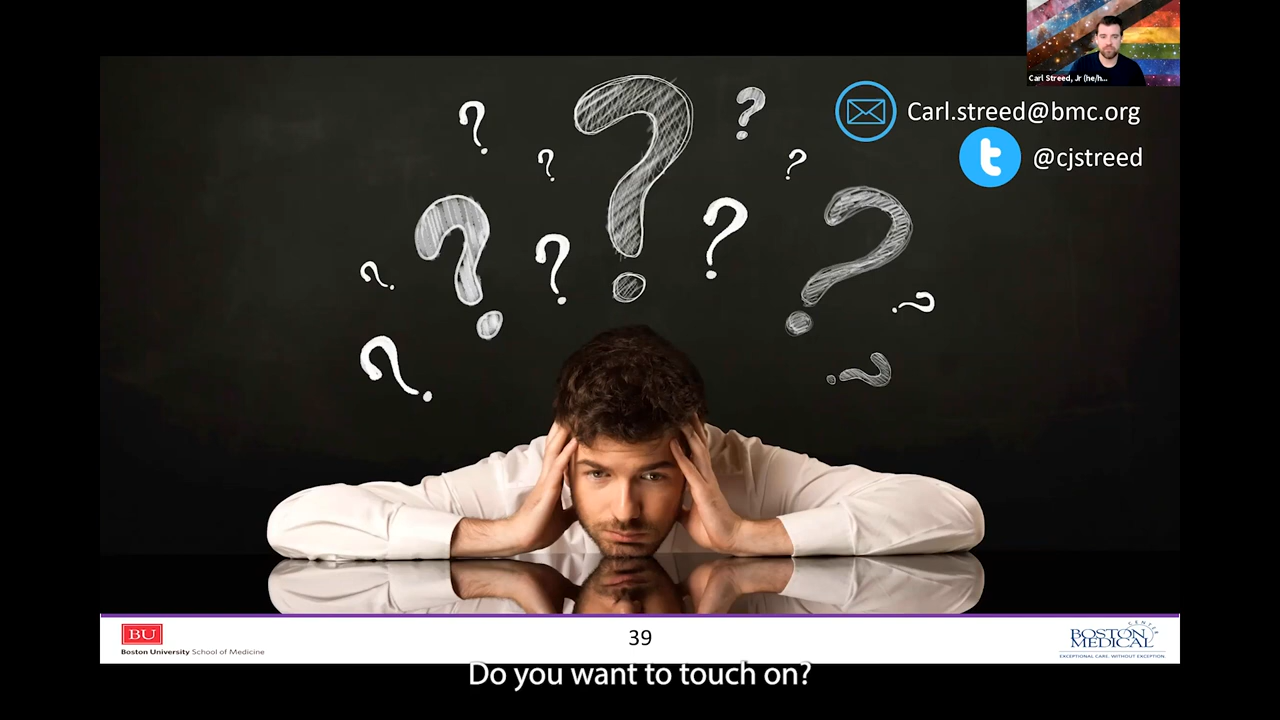 Carl Streed, Jr (he/h...
Carl.streed@bmc.org
@cjstreed
? ? ? ? ? ? ? ? ? ? ? ? ?
BU
Boston University School of Medicine
39
BOSTON
MEDICAL
CENTER
EXCEPTIONAL CARE. WITHOUT EXCEPTION.
Do you want to touch on?